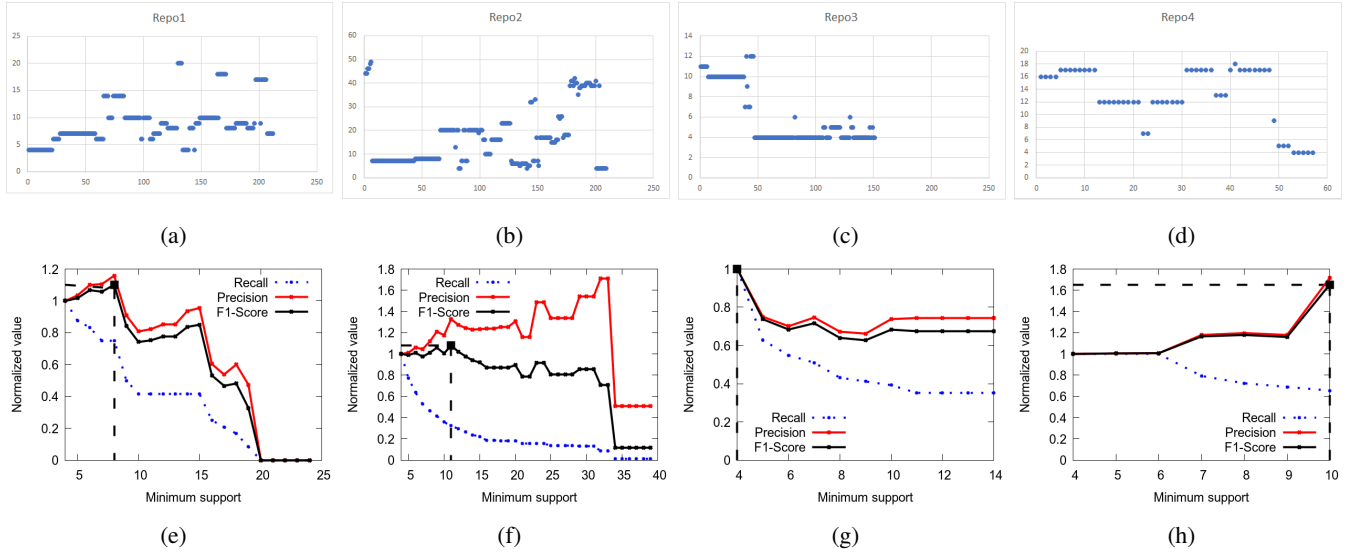 Repo1
25
20
15
10
5
0
0 50 100 150 200 250
(a)
Repo2
60
50
40
30
20
10
0
0 50 100 150 200 250
(b)
Repo3
14
12
10
8
6
4
2
0
0 50 100 150 200 250
(c)
Repo4
20
18
16
14
12
10
8
6
4
2
0
0 10 20 30 40 50 60
(d)
1.2
1
0.8
0.6
0.4
0.2
0
Normalized value
Recall
Precision
F1-Score
5 10 15 20 25
Minimum support
(e)
1.8
1.6
1.4
1.2
1
0.8
0.6
0.4
0.2
0
Normalized value
Recall
Precision
F1-Score
5 10 15 20 25 30 35 40
Minimum support
(f)
1
0.8
0.6
0.4
0.2
0
Normalized value
Recall
Precision
F1-Score
4 6 8 10 12 14
Minimum support
(g)
1.8
1.6
1.4
1.2
1
0.8
0.6
0.4
0.2
0
Normalized value
Recall
Precision
F1-Score
4 5 6 7 8 9 10
Minimum support
(h)